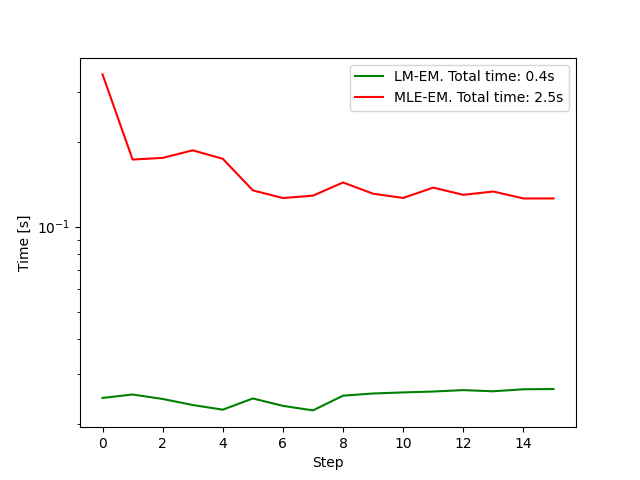 LM-EM. Total time: 0.4s
MLE-EM. Total time: 2.5s
Time [s]
10⁻¹
0 2 4 6 8 10 12 14
Step